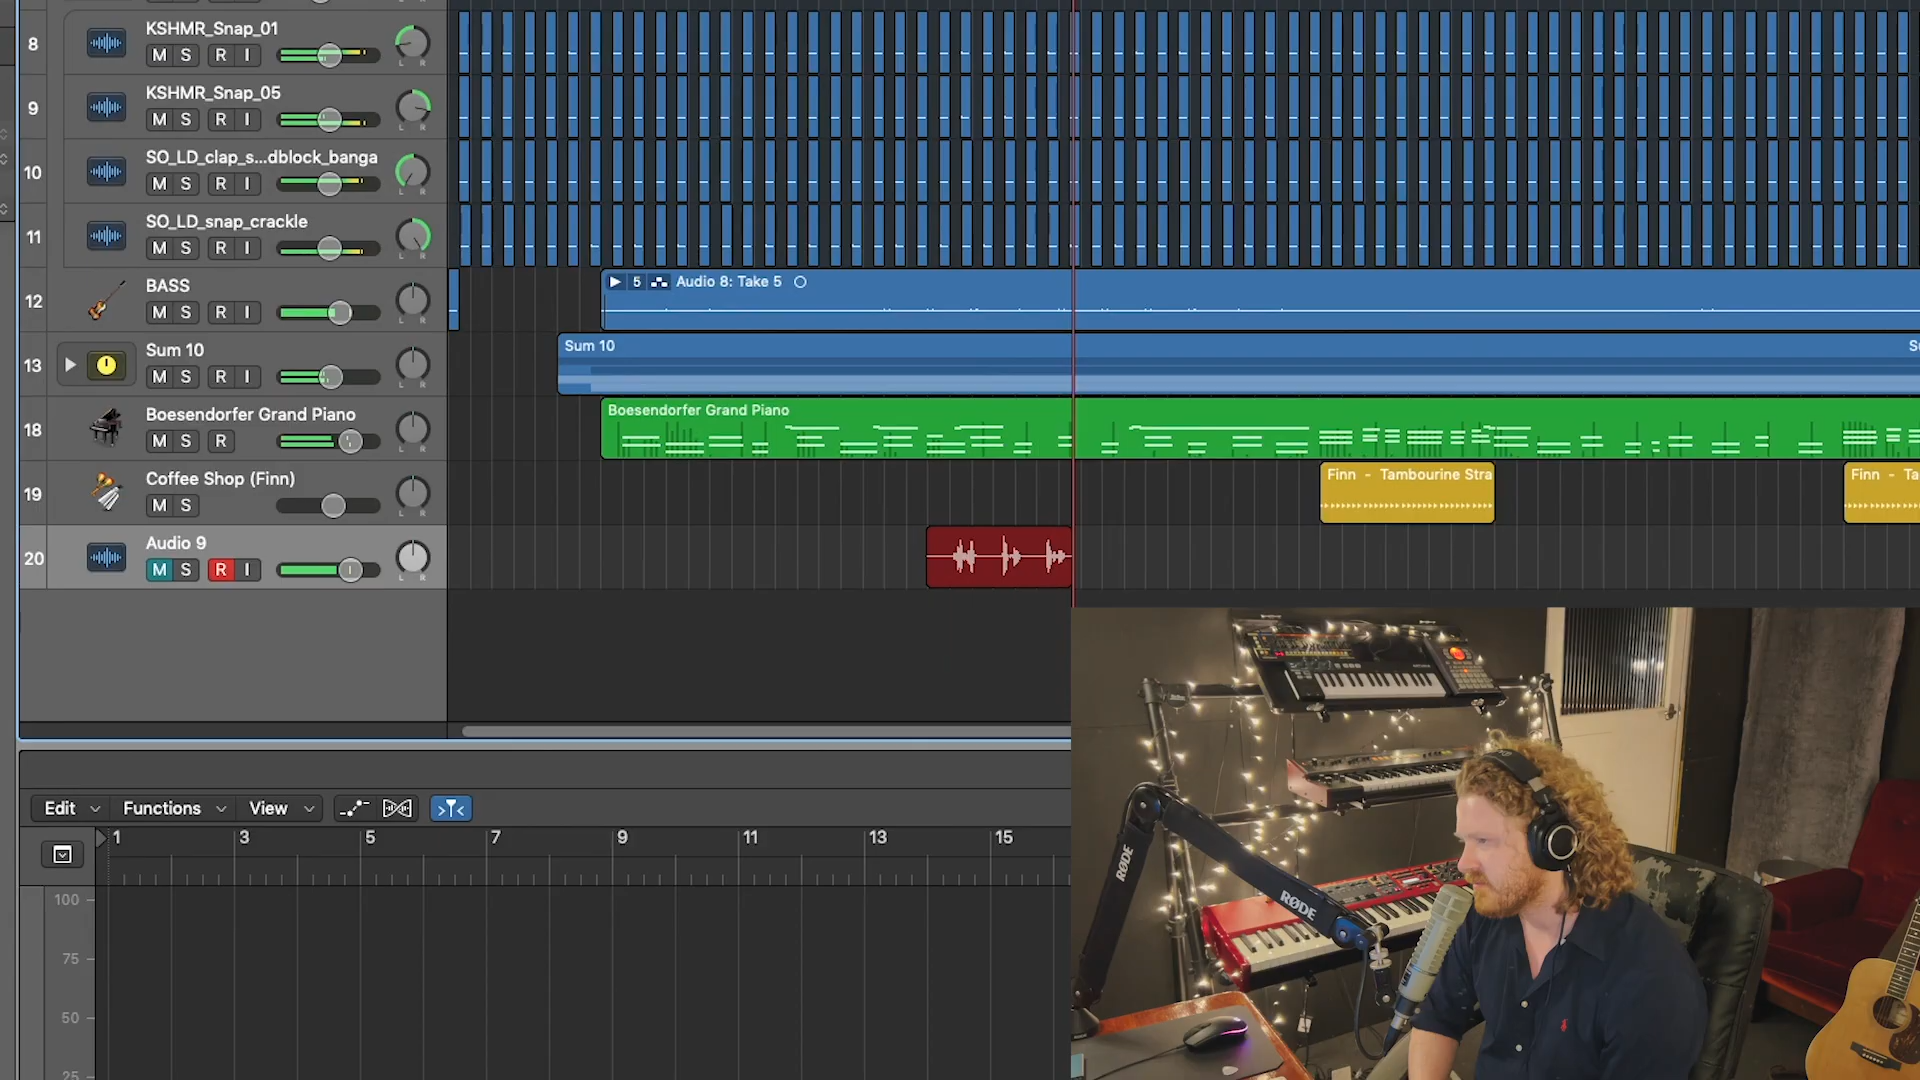 8
KSHMR_Snap_01
M S R I
L R
9
KSHMR_Snap_05
M S R I
L R
10
SO_LD_clap_s...dblock_banga
M S R I
L R
11
SO_LD_snap_crackle
M S R I
L R
12
BASS
M S R I
L R
5 Audio 8: Take 5
13
Sum 10
M S R I
L R
Sum 10
Su
18
Boesendorfer Grand Piano
M S R
L R
Boesendorfer Grand Piano
19
Coffee Shop (Finn)
M S
L R
Finn - Tambourine Stra
Finn - Ta
20
Audio 9
M S R I
L R
Edit Functions View
1 3 5 7 9 11 13 15
100
75
50
25
RØDE
RØDE